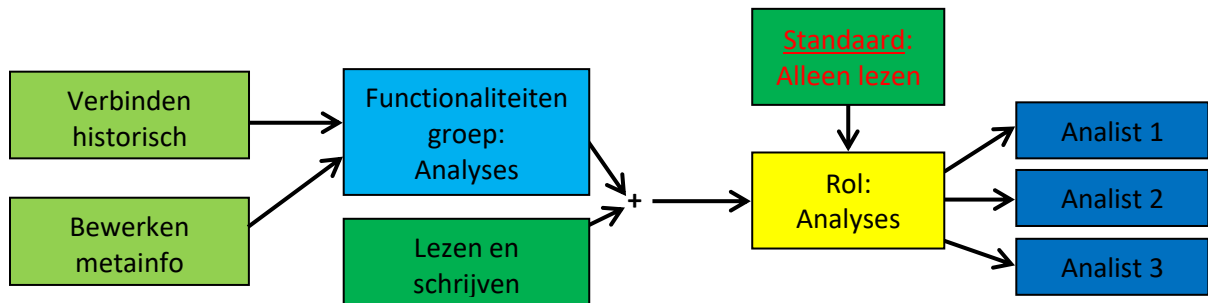 Verbinden
historisch
Bewerken
metainfo
Functionaliteiten
groep:
Analyses
Lezen en
schrijven
+
Standaard:
Alleen lezen
Rol:
Analyses
Analist 1
Analist 2
Analist 3